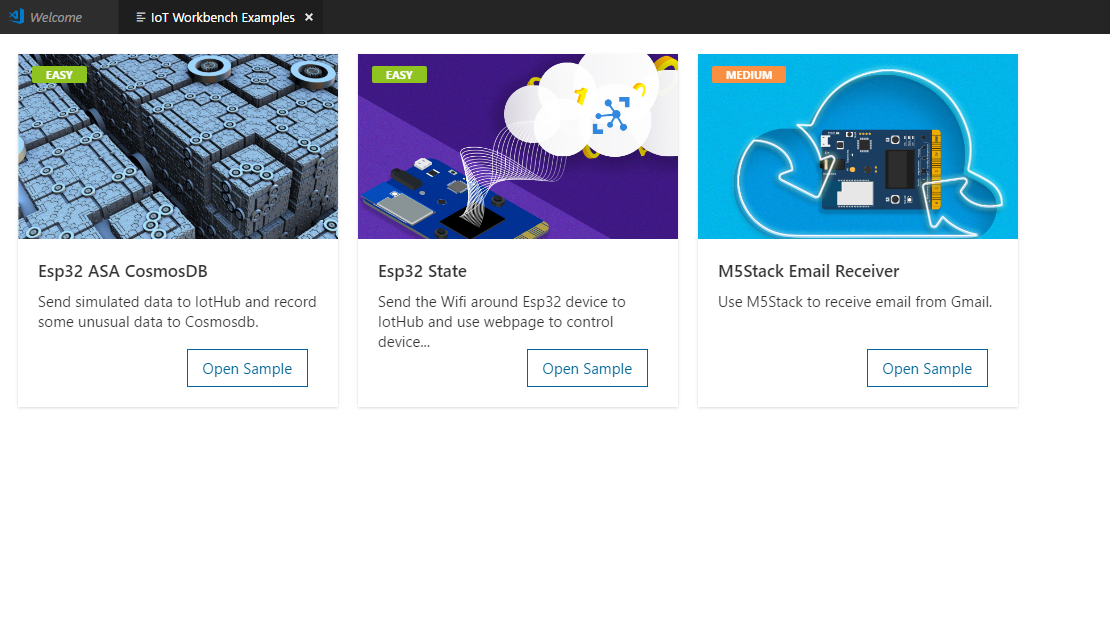 Welcome
IoT Workbench Examples
EASY
EASY
MEDIUM
Esp32 ASA CosmosDB
Send simulated data to IotHub and record
some unusual data to Cosmosdb.
Open Sample
Esp32 State
Send the Wifi around Esp32 device to
IotHub and use webpage to control
device...
Open Sample
M5Stack Email Receiver
Use M5Stack to receive email from Gmail.
Open Sample